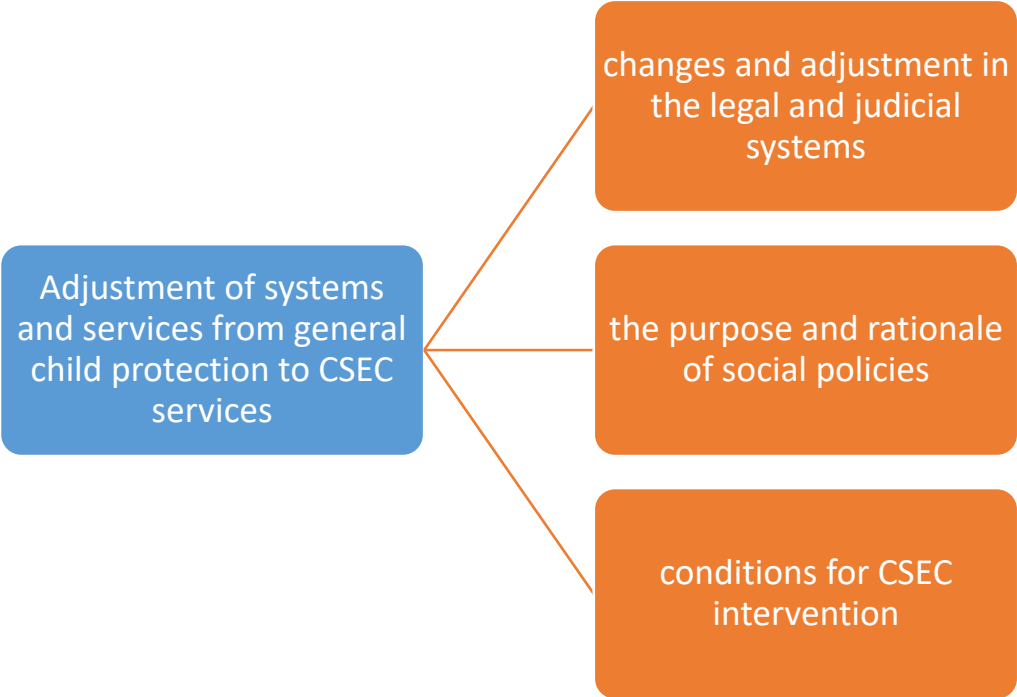 Adjustment of systems
and services from general
child protection to CSEC
services
changes and adjustment in
the legal and judicial
systems
the purpose and rationale
of social policies
conditions for CSEC
intervention